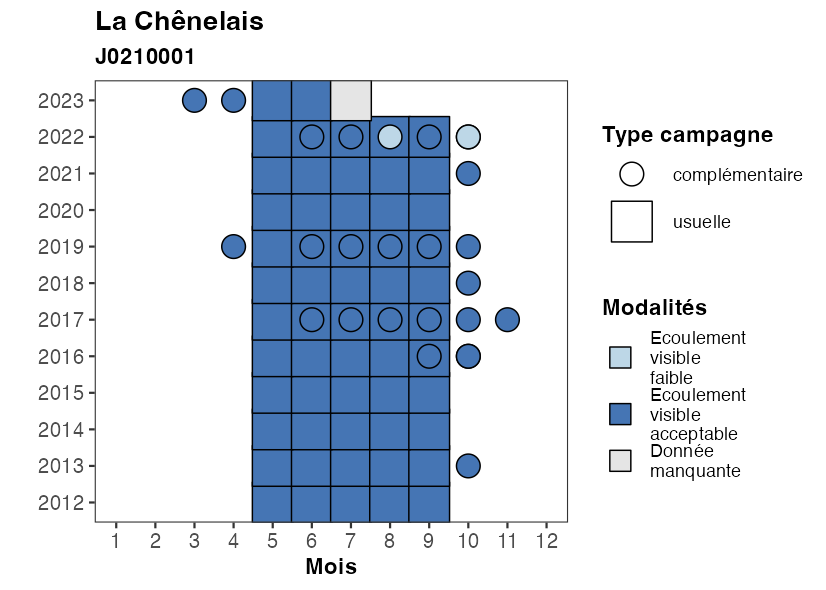 La Chênelais
J0210001
2023
2022
2021
2020
2019
2018
2017
2016
2015
2014
2013
2012
1 2 3 4 5 6 7 8 9 10 11 12
Mois
Type campagne
complémentaire
usuelle
Modalités
Ecoulement
visible
faible
Ecoulement
visible
acceptable
Donnée
manquante